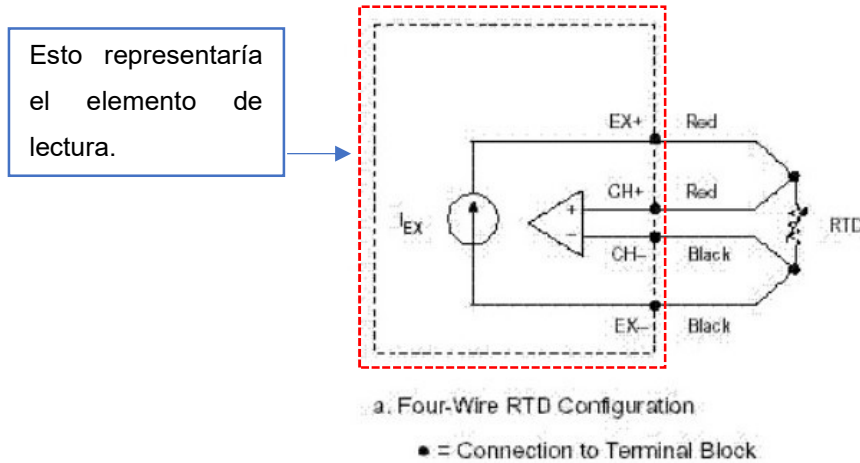 Esto representaría
el elemento de
lectura.
EX+ Red
CH+ Red
I_EX
+
−
RTD
CH– Black
EX– Black
a. Four-Wire RTD Configuration
● = Connection to Terminal Block